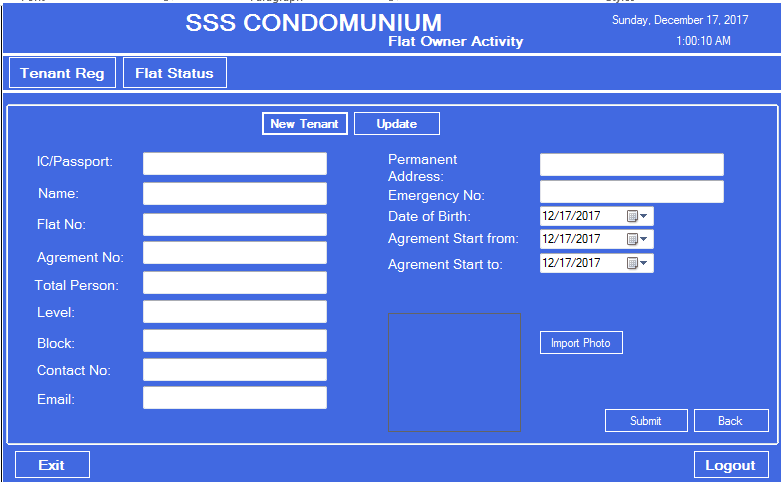 SSS CONDOMUNIUM
Flat Owner Activity
Sunday, December 17, 2017
1:00:10 AM
Tenant Reg
Flat Status
New Tenant
Update
IC/Passport:
Name:
Flat No:
Agrement No:
Total Person:
Level:
Block:
Contact No:
Email:
Permanent
Address:
Emergency No:
Date of Birth:
12/17/2017
Agrement Start from:
12/17/2017
Agrement Start to:
12/17/2017
Import Photo
Submit
Back
Exit
Logout